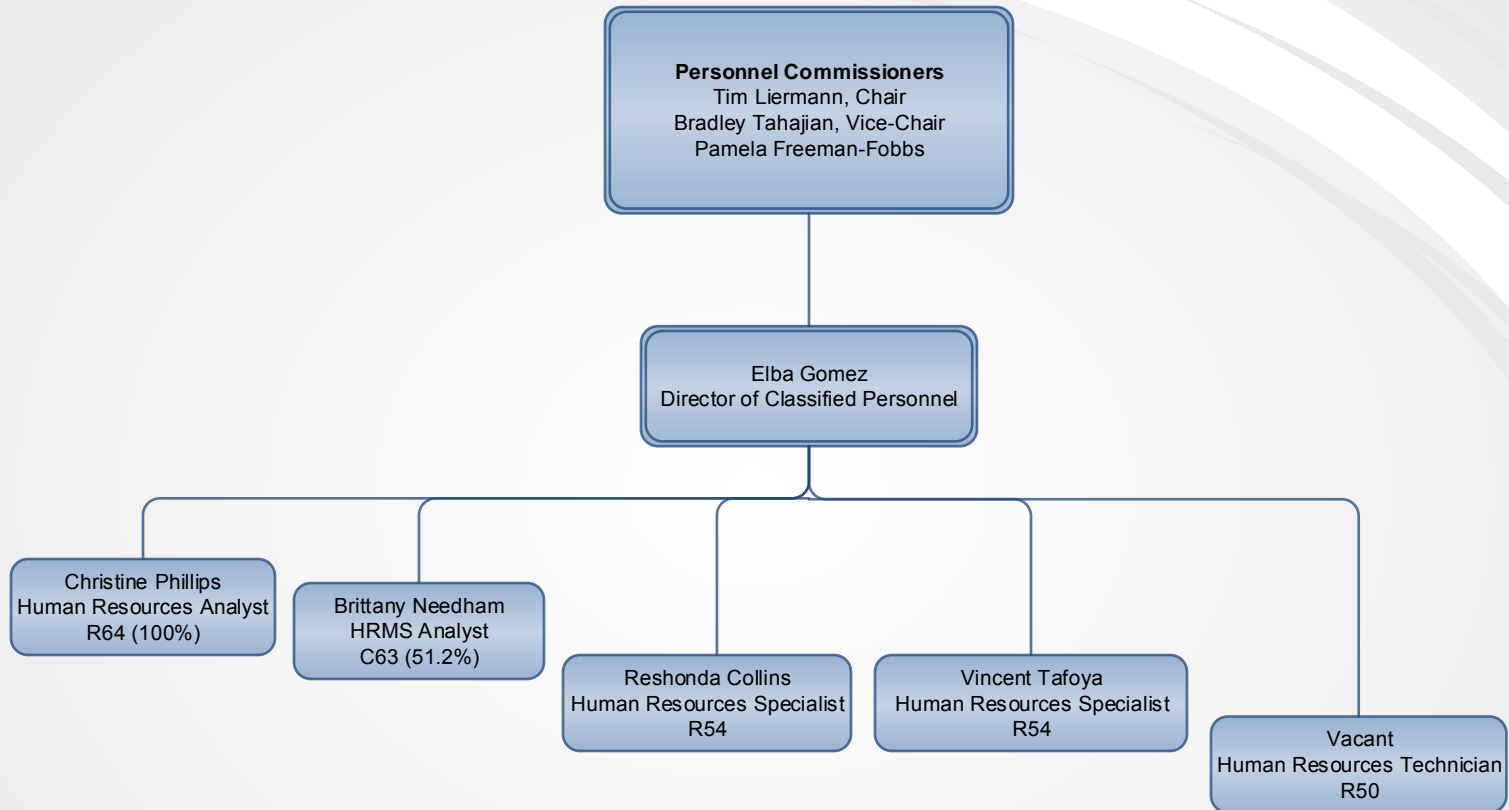 Personnel Commissioners
Tim Liermann, Chair
Bradley Tahajian, Vice-Chair
Pamela Freeman-Fobbs
Elba Gomez
Director of Classified Personnel
Christine Phillips
Human Resources Analyst
R64 (100%)
Brittany Needham
HRMS Analyst
C63 (51.2%)
Reshonda Collins
Human Resources Specialist
R54
Vincent Tafoya
Human Resources Specialist
R54
Vacant
Human Resources Technician
R50